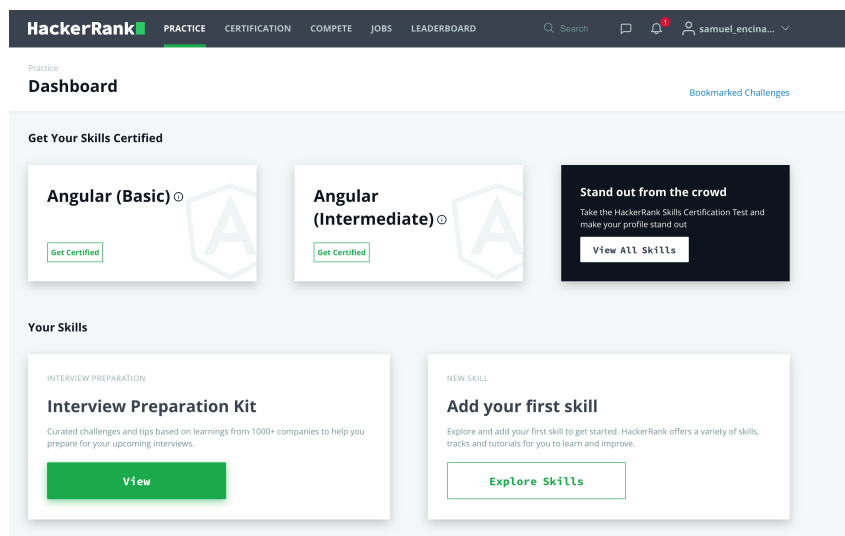 HackerRank PRACTICE CERTIFICATION COMPETE JOBS LEADERBOARD Search 1 samuel_encina...
Practice
Dashboard
Bookmarked Challenges
Get Your Skills Certified
Angular (Basic)
Get Certified
Angular
(Intermediate)
Get Certified
Stand out from the crowd
Take the HackerRank Skills Certification Test and
make your profile stand out
View All Skills
Your Skills
INTERVIEW PREPARATION
Interview Preparation Kit
Curated challenges and tips based on learnings from 1000+ companies to help you
prepare for your upcoming interviews.
View
NEW SKILL
Add your first skill
Explore and add your first skill to get started. HackerRank offers a variety of skills,
tracks and tutorials for you to learn and improve.
Explore Skills